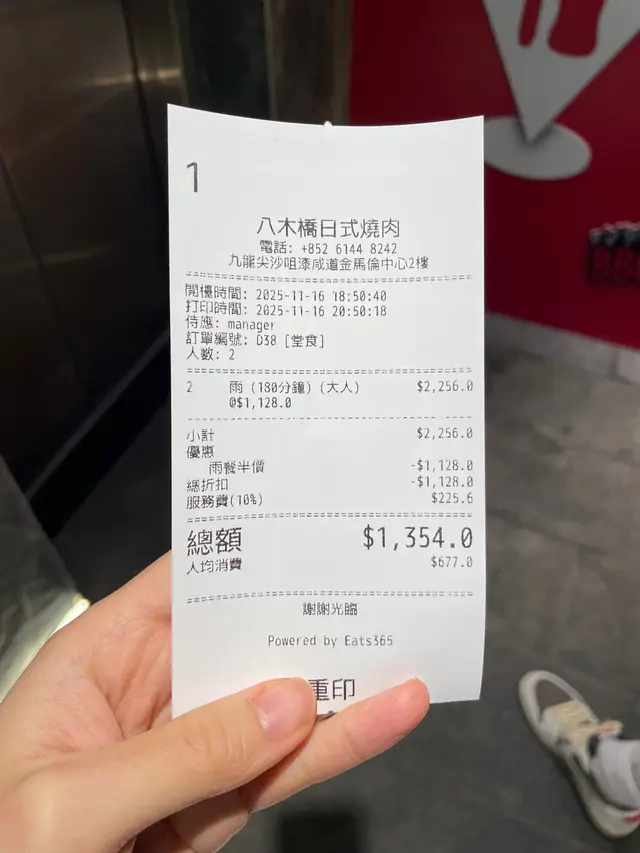 1
八木橋日式燒肉
電話: +852 6144 8242
九龍尖沙咀漆咸道金馬倫中心2樓
開檯時間: 2025-11-16 18:50:40
打印時間: 2025-11-16 20:50:18
侍應: manager
訂單編號: D38 [堂食]
人數: 2
2 雨 (180分鐘) (大人) $2,256.0
@$1,128.0
小計 $2,256.0
優惠
雨餐半價 -$1,128.0
總折扣 -$1,128.0
服務費(10%) $225.6
總額 $1,354.0
人均消費 $677.0
謝謝光臨
Powered by Eats365
重印